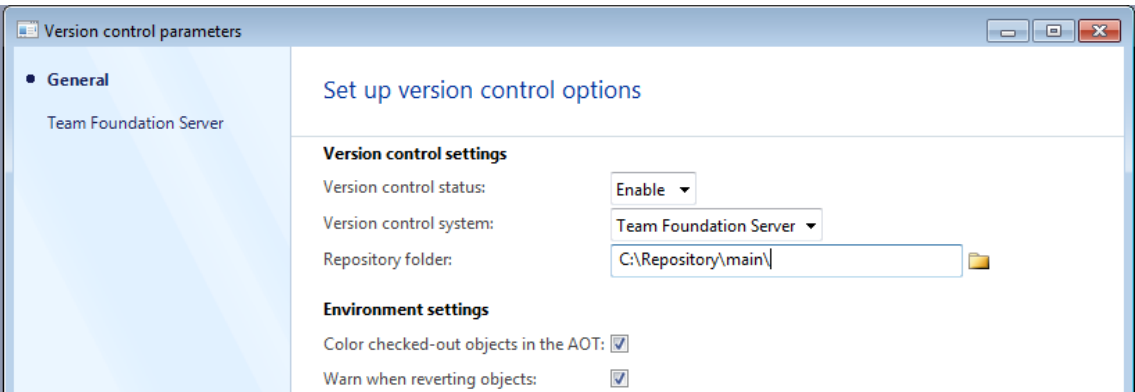 Version control parameters
General
Team Foundation Server
Set up version control options
Version control settings
Version control status: Enable
Version control system: Team Foundation Server
Repository folder: C:\Repository\main\
Environment settings
Color checked-out objects in the AOT:
Warn when reverting objects: